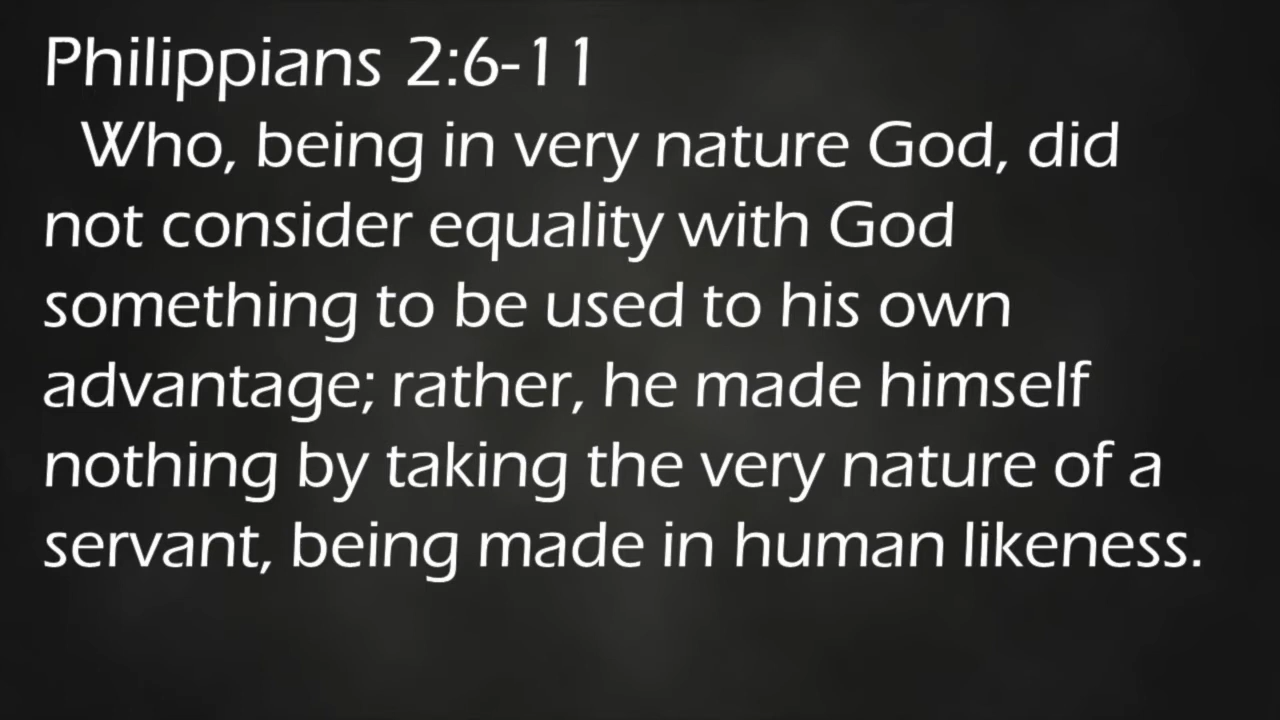 Philippians 2:6-11
Who, being in very nature God, did
not consider equality with God
something to be used to his own
advantage; rather, he made himself
nothing by taking the very nature of a
servant, being made in human likeness.